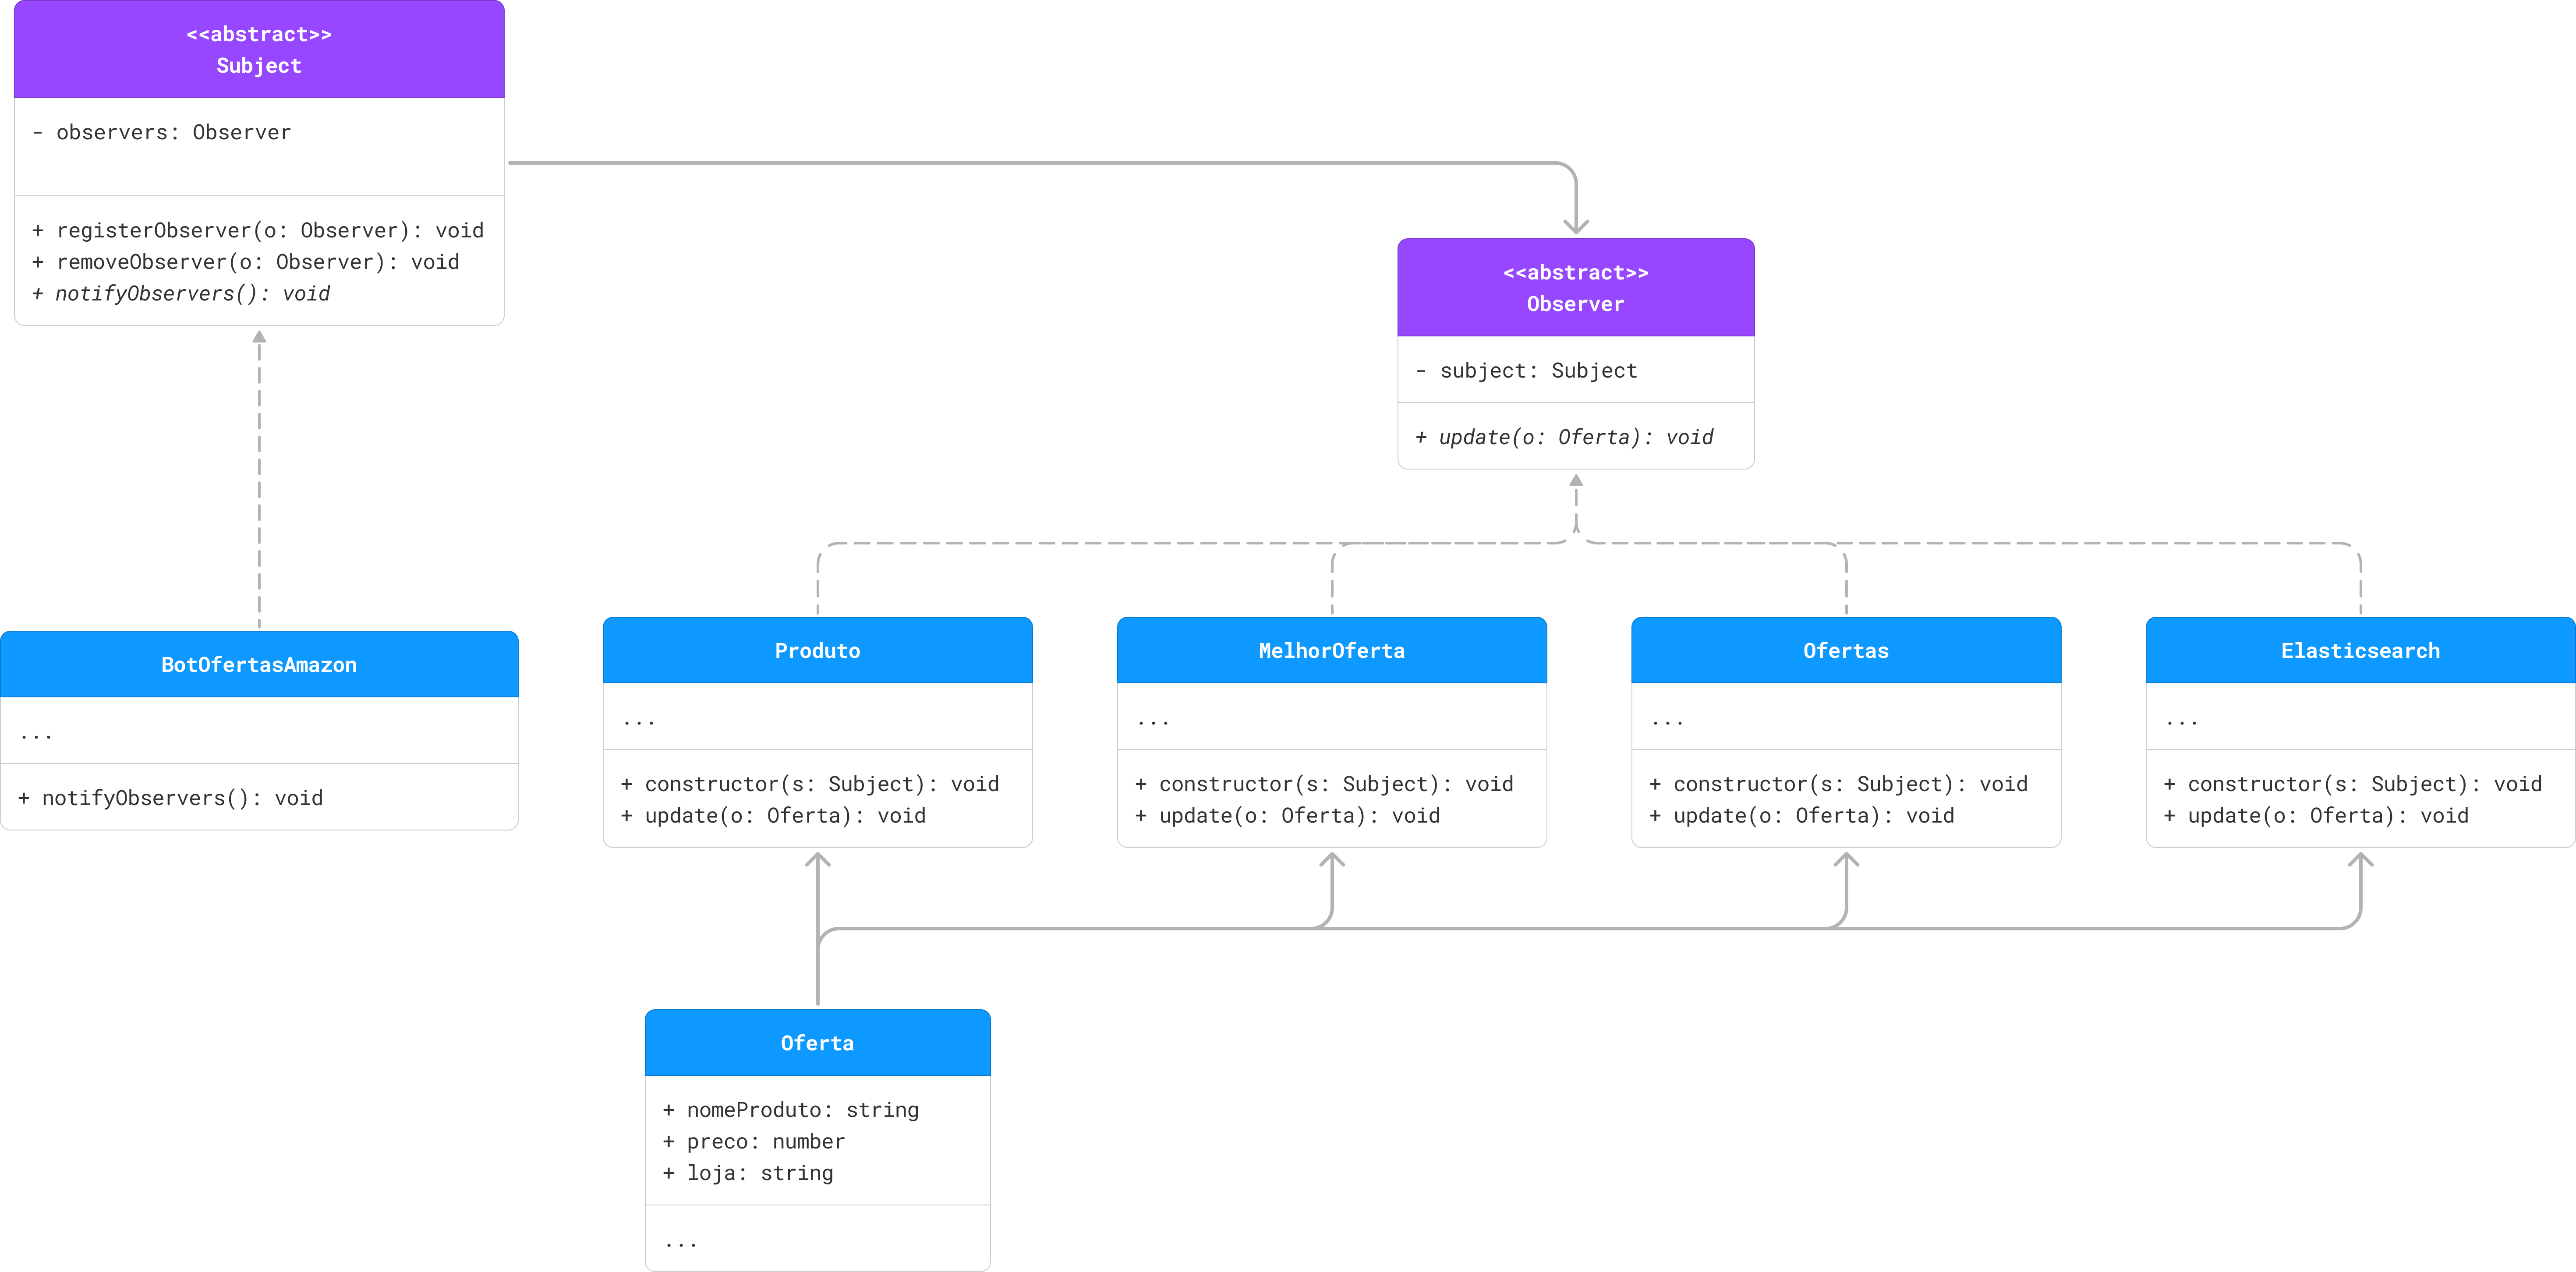 <<abstract>>
Subject
- observers: Observer
+ registerObserver(o: Observer): void
+ removeObserver(o: Observer): void
+ notifyObservers(): void
<<abstract>>
Observer
- subject: Subject
+ update(o: Oferta): void
BotOfertasAmazon
...
+ notifyObservers(): void
Produto
...
+ constructor(s: Subject): void
+ update(o: Oferta): void
MelhorOferta
...
+ constructor(s: Subject): void
+ update(o: Oferta): void
Ofertas
...
+ constructor(s: Subject): void
+ update(o: Oferta): void
Elasticsearch
...
+ constructor(s: Subject): void
+ update(o: Oferta): void
Oferta
+ nomeProduto: string
+ preco: number
+ loja: string
...